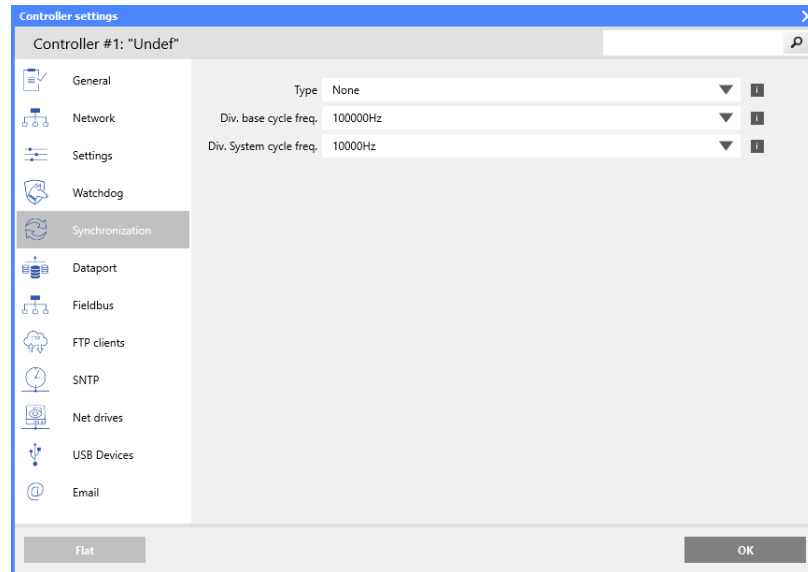 Controller settings
Controller #1: "Undef"
General
Network
Settings
Watchdog
Synchronization
Dataport
Fieldbus
FTP clients
SNTP
Net drives
USB Devices
Email
Type None
Div. base cycle freq. 100000Hz
Div. System cycle freq. 10000Hz
Flat
OK